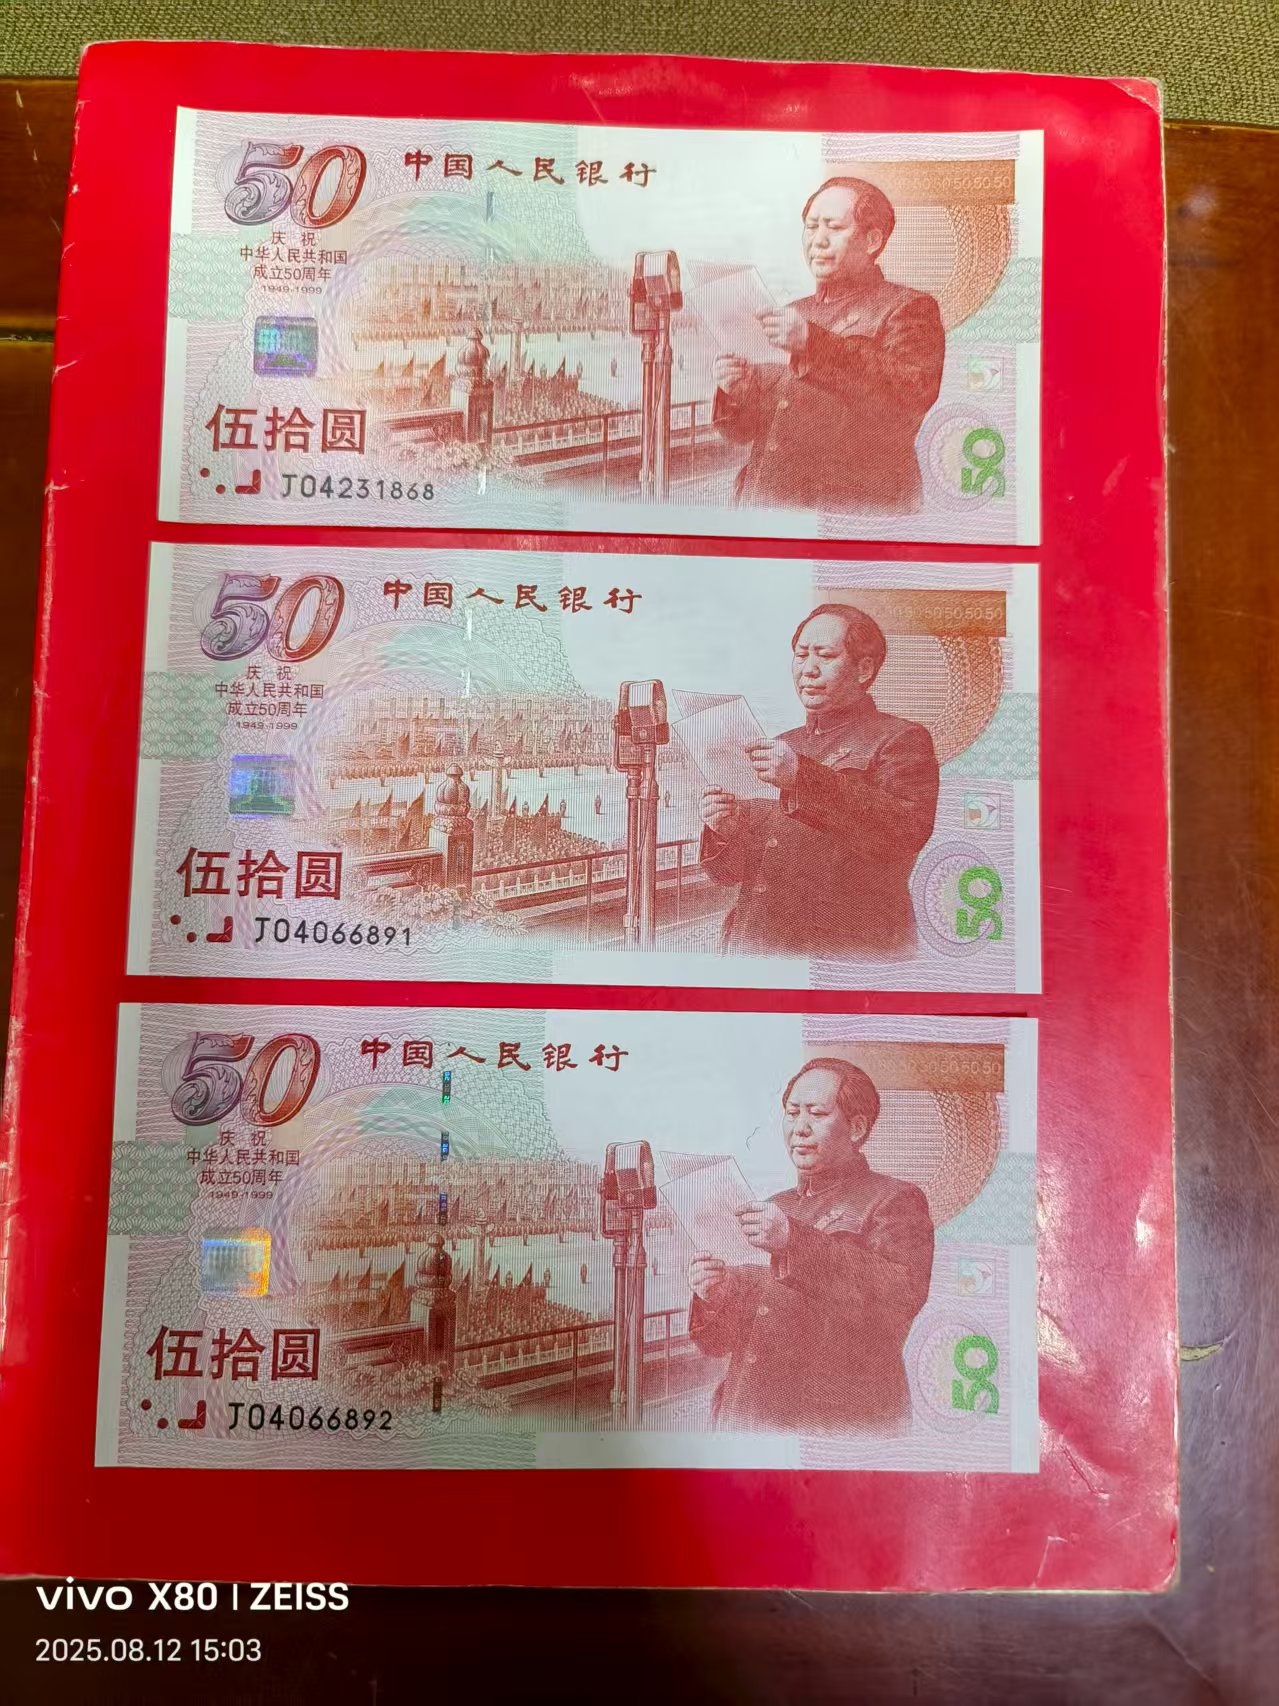 50
中国人民银行
庆祝
中华人民共和国
成立50周年
1949-1999
伍拾圆
J04231868
50
50
中国人民银行
庆祝
中华人民共和国
成立50周年
1949-1999
伍拾圆
J04066891
50
50
中国人民银行
庆祝
中华人民共和国
成立50周年
1949-1999
伍拾圆
J04066892
50
vivo X80 | ZEISS
2025.08.12 15:03